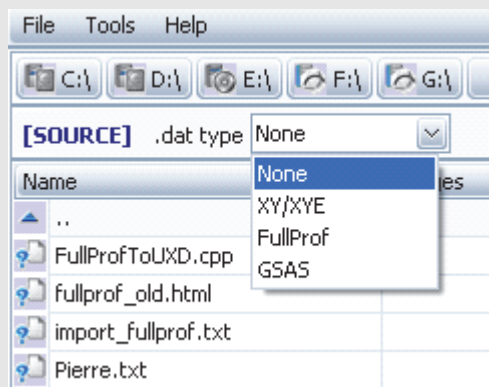 File Tools Help
C:\ D:\ E:\ F:\ G:\
[SOURCE] .dat type None
Name
None
XY/XYE
FullProf
GSAS
..
FullProfToUXD.cpp
fullprof_old.html
import_fullprof.txt
Pierre.txt